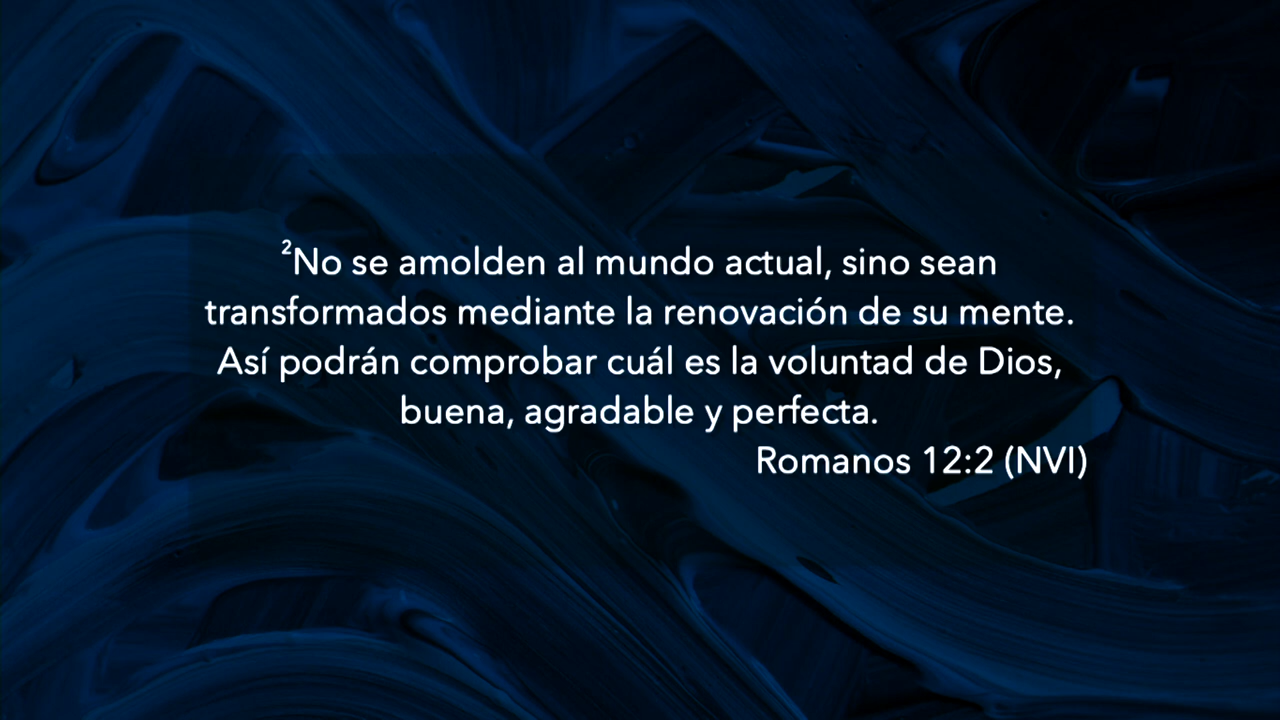 ²No se amolden al mundo actual, sino sean
transformados mediante la renovación de su mente.
Así podrán comprobar cuál es la voluntad de Dios,
buena, agradable y perfecta.
Romanos 12:2 (NVI)